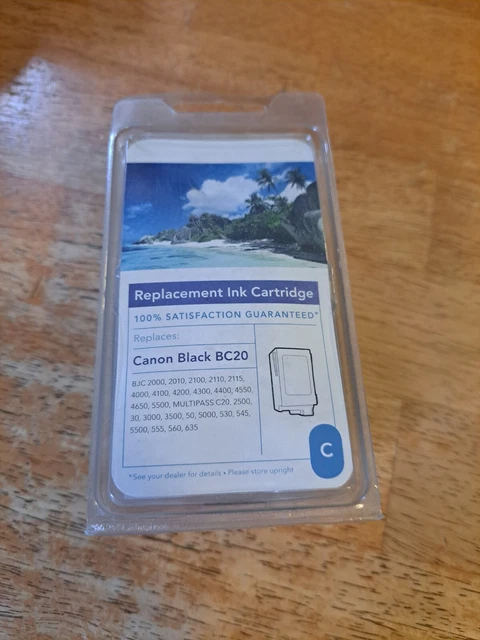 Replacement Ink Cartridge
100% SATISFACTION GUARANTEED*
Replaces:
Canon Black BC20
BJC 2000, 2010, 2100, 2110, 2115,
4000, 4100, 4200, 4300, 4400, 4550,
4650, 5500, MULTIPASS C20, 2500,
30, 3000, 3500, 50, 5000, 530, 545,
5500, 555, 560, 635
C
*See your dealer for details • Please store upright